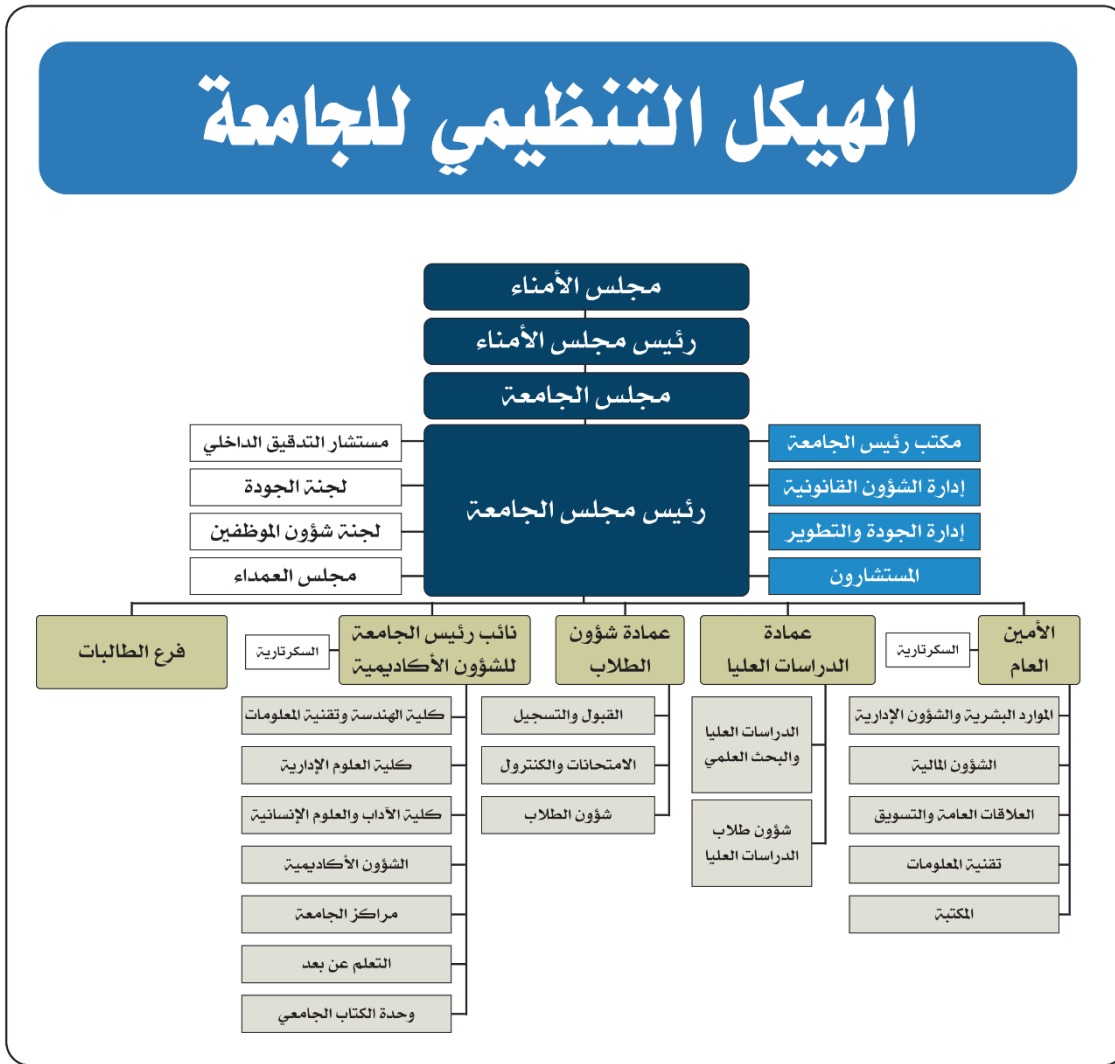 الهيكل التنظيمي للجامعة
مجلس الأمناء
رئيس مجلس الأمناء
مجلس الجامعة
رئيس مجلس الجامعة
مكتب رئيس الجامعة
إدارة الشؤون القانونية
إدارة الجودة والتطوير
المستشارون
مستشار التدقيق الداخلي
لجنة الجودة
لجنة شؤون الموظفين
مجلس العمداء
الأمين
العام
السكرتارية
الموارد البشرية والشؤون الإدارية
الشؤون المالية
العلاقات العامة والتسويق
تقنية المعلومات
المكتبة
عمادة
الدراسات العليا
الدراسات العليا
والبحث العلمي
شؤون طلاب
الدراسات العليا
عمادة شؤون
الطلاب
القبول والتسجيل
الامتحانات والكنترول
شؤون الطلاب
نائب رئيس الجامعة
للشؤون الأكاديمية
السكرتارية
كلية الهندسة وتقنية المعلومات
كلية العلوم الإدارية
كلية الآداب والعلوم الإنسانية
الشؤون الأكاديمية
مراكز الجامعة
التعلم عن بعد
وحدة الكتاب الجامعي
فرع الطالبات